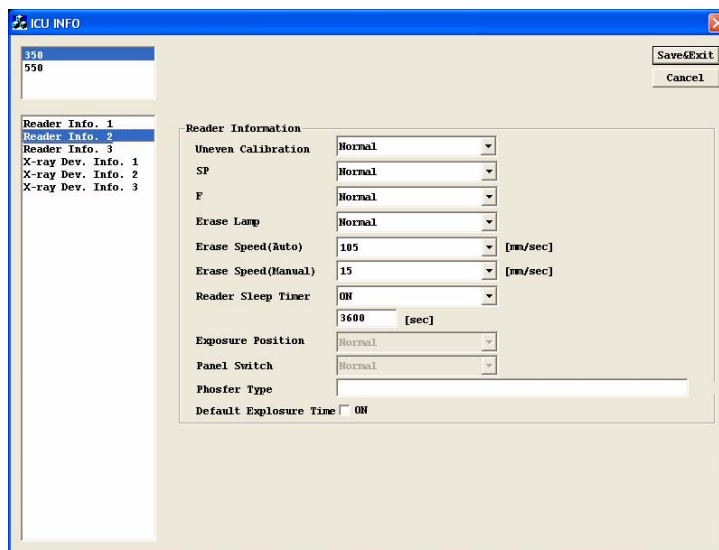 ICU INFO
350
550
Save&Exit
Cancel
Reader Info. 1
Reader Info. 2
Reader Info. 3
X-ray Dev. Info. 1
X-ray Dev. Info. 2
X-ray Dev. Info. 3
Reader Information
Uneven Calibration Normal
SP Normal
F Normal
Erase Lamp Normal
Erase Speed(Auto) 105 [mm/sec]
Erase Speed(Manual) 15 [mm/sec]
Reader Sleep Timer ON
3600 [sec]
Exposure Position Normal
Panel Switch Normal
Phosfer Type
Default Explosure Time ON